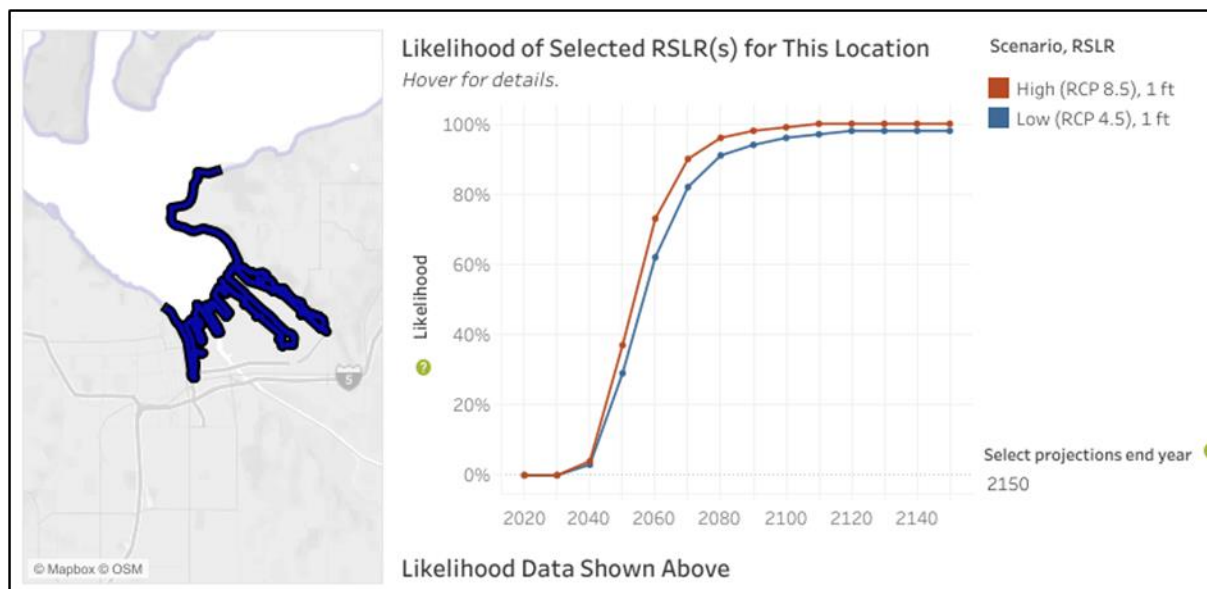 Likelihood of Selected RSLR(s) for This Location
Hover for details.
Scenario, RSLR
High (RCP 8.5), 1 ft
Low (RCP 4.5), 1 ft
100%
80%
60%
40%
20%
0%
Likelihood
?
2020 2040 2060 2080 2100 2120 2140
Select projections end year
2150
5
© Mapbox © OSM
Likelihood Data Shown Above